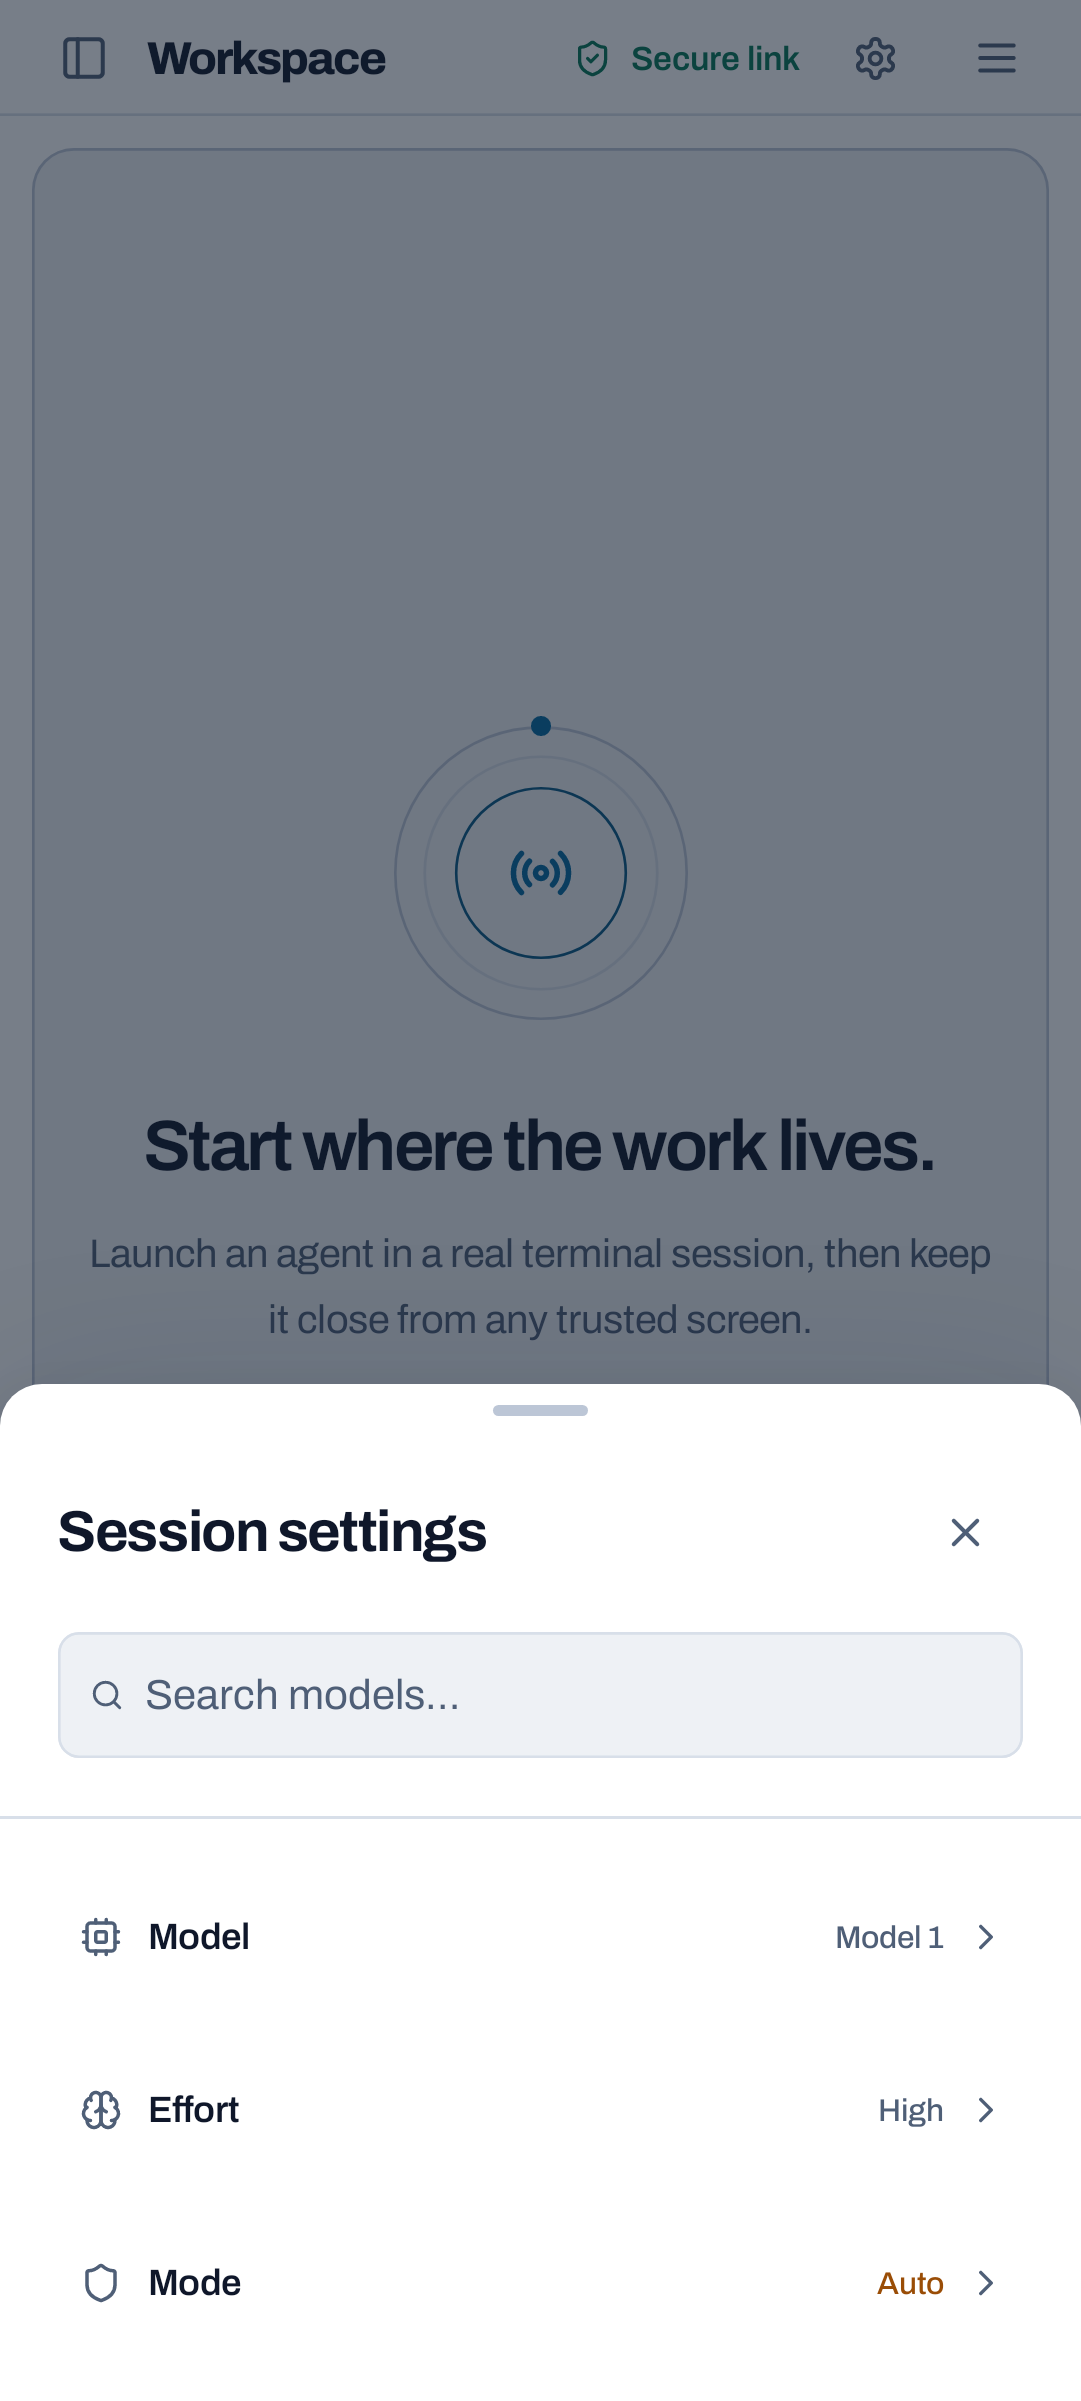 Workspace
Secure link
Start where the work lives.
Launch an agent in a real terminal session, then keep
it close from any trusted screen.
Session settings
Search models...
Model
Model 1
Effort
High
Mode
Auto